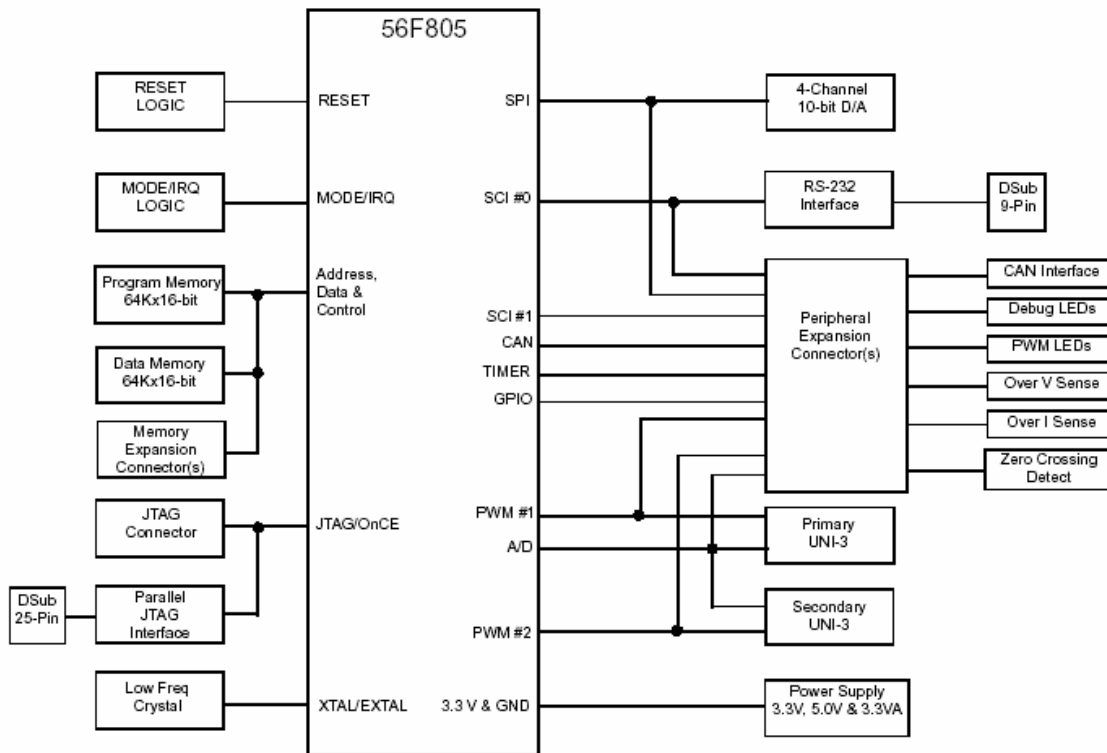 56F805
RESET
LOGIC
RESET
SPI
4-Channel
10-bit D/A
MODE/IRQ
LOGIC
MODE/IRQ
SCI #0
RS-232
Interface
DSub
9-Pin
Program Memory
64Kx16-bit
Address,
Data &
Control
Data Memory
64Kx16-bit
Memory
Expansion
Connector(s)
SCI #1
CAN
TIMER
GPIO
Peripheral
Expansion
Connector(s)
CAN Interface
Debug LEDs
PWM LEDs
Over V Sense
Over I Sense
Zero Crossing
Detect
JTAG
Connector
JTAG/OnCE
PWM #1
A/D
Primary
UNI-3
DSub
25-Pin
Parallel
JTAG
Interface
PWM #2
Secondary
UNI-3
Low Freq
Crystal
XTAL/EXTAL
3.3 V & GND
Power Supply
3.3V, 5.0V & 3.3VA